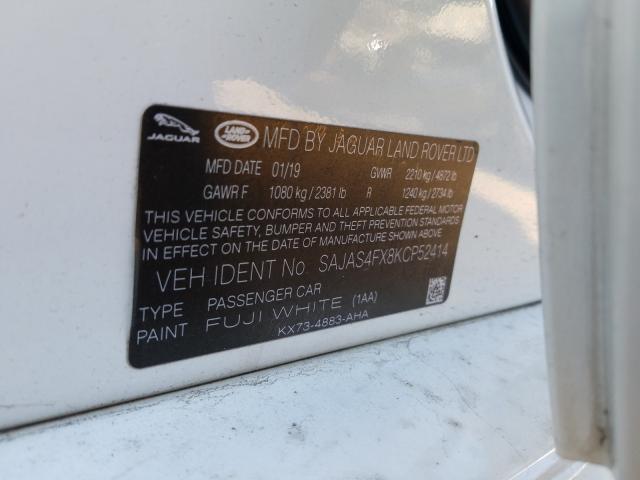 JAGUAR LAND ROVER MFD BY JAGUAR LAND ROVER LTD
MFD DATE 01/19 GVWR 2210 kg / 4872 lb
GAWR F 1080 kg / 2381 lb R 1240 kg / 2734 lb
THIS VEHICLE CONFORMS TO ALL APPLICABLE FEDERAL MOTOR
VEHICLE SAFETY, BUMPER AND THEFT PREVENTION STANDARDS
IN EFFECT ON THE DATE OF MANUFACTURE SHOWN ABOVE.
VEH IDENT No. SAJAS4FX8KCP52414
TYPE PASSENGER CAR
PAINT FUJI WHITE (1AA)
KX73-4883-AHA